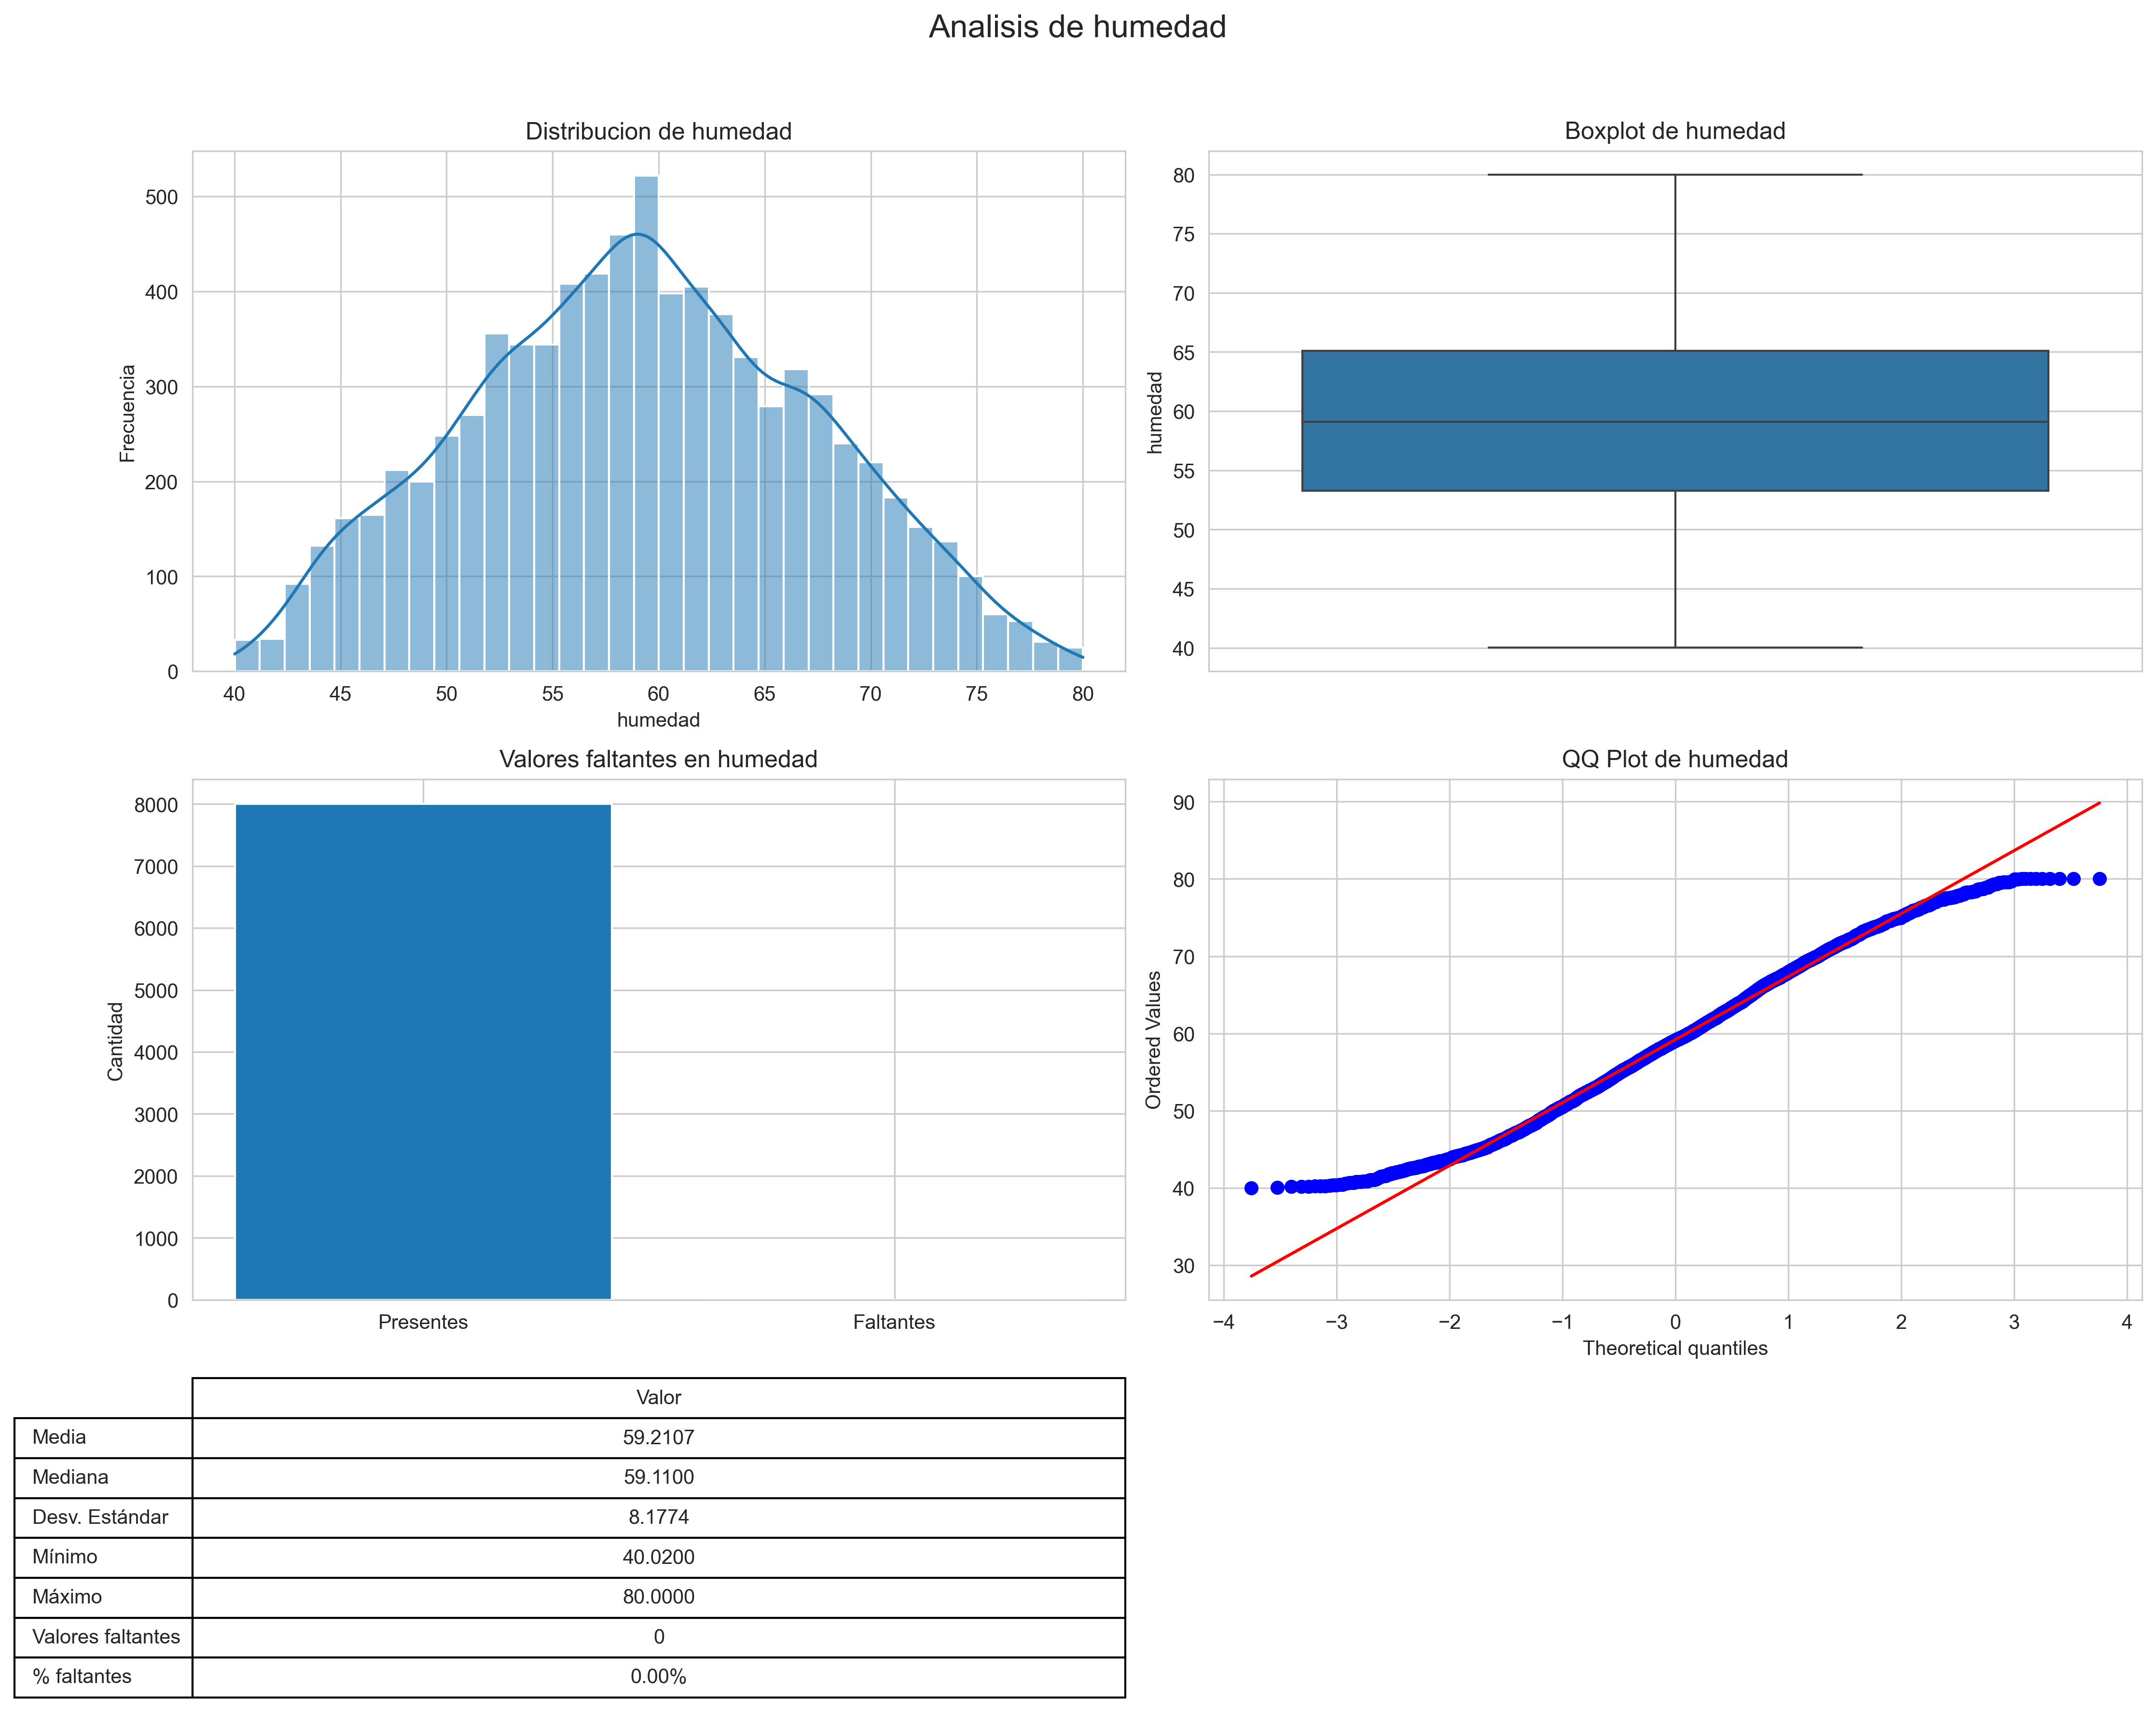 Analisis de humedad
Distribucion de humedad
Frecuencia
500
400
300
200
100
0
40 45 50 55 60 65 70 75 80
humedad
Boxplot de humedad
humedad
80
75
70
65
60
55
50
45
40
Valores faltantes en humedad
Cantidad
8000
7000
6000
5000
4000
3000
2000
1000
0
Presentes Faltantes
QQ Plot de humedad
Ordered Values
90
80
70
60
50
40
30
−4 −3 −2 −1 0 1 2 3 4
Theoretical quantiles
Valor
Media 59.2107
Mediana 59.1100
Desv. Estándar 8.1774
Mínimo 40.0200
Máximo 80.0000
Valores faltantes 0
% faltantes 0.00%